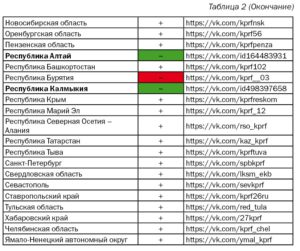 Таблица 2 (Окончание)
Новосибирская область + https://vk.com/kprfnsk
Оренбургская область + https://vk.com/kprf56
Пензенская область + https://vk.com/kprfpenza
Республика Алтай – https://vk.com/id164483931
Республика Башкортостан + https://vk.com/kprf102
Республика Бурятия – https://vk.com/kprf__03
Республика Калмыкия – https://vk.com/id498397658
Республика Крым + https://vk.com/kprfreskom
Республика Марий Эл + https://vk.com/kprf_12
Республика Северная Осетия –
Алания + https://vk.com/rso_kprf
Республика Татарстан + https://vk.com/kaz_kprf
Республика Тыва + https://vk.com/kprftuva
Санкт-Петербург + https://vk.com/spbkprf
Свердловская область + https://vk.com/lksm_ekb
Севастополь + https://vk.com/sevkprf
Ставропольский край + https://vk.com/kprf26ru
Тульская область + https://vk.com/red_tula
Хабаровский край + https://vk.com/27kprf
Челябинская область + https://vk.com/kprf_chel
Ямало-Ненецкий автономный округ + https://vk.com/ymal_kprf